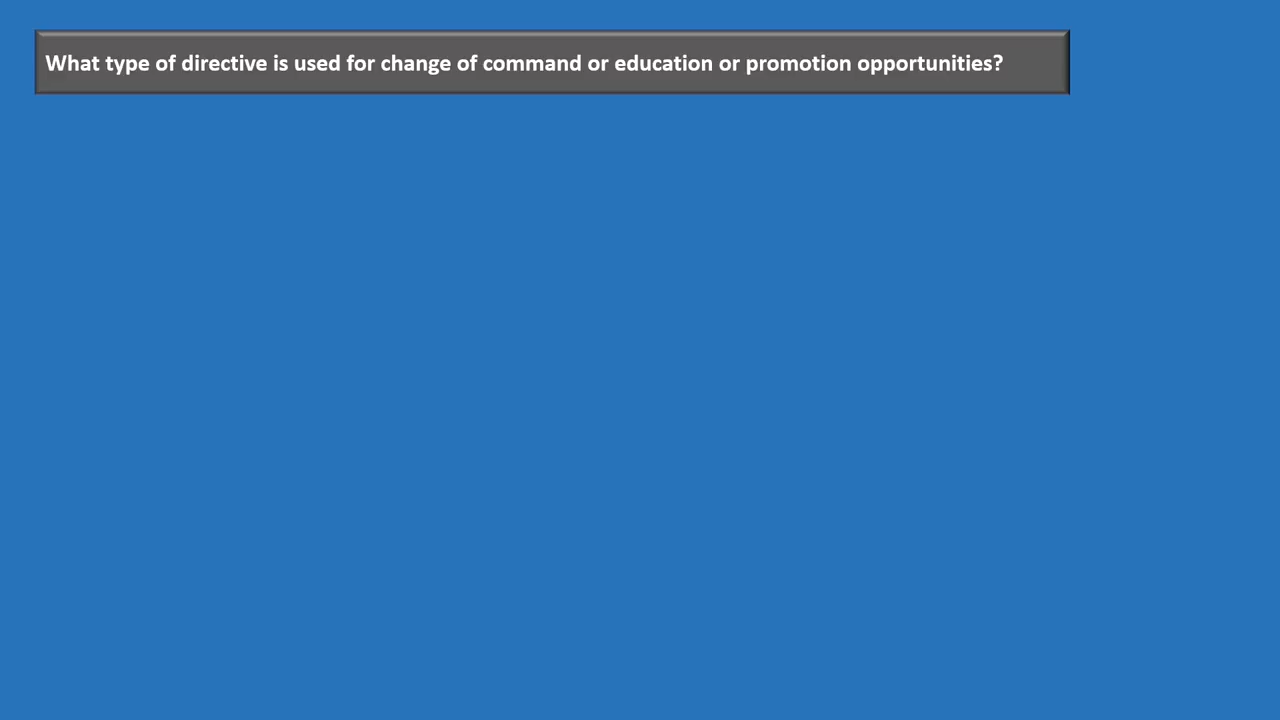 What type of directive is used for change of command or education or promotion opportunities?